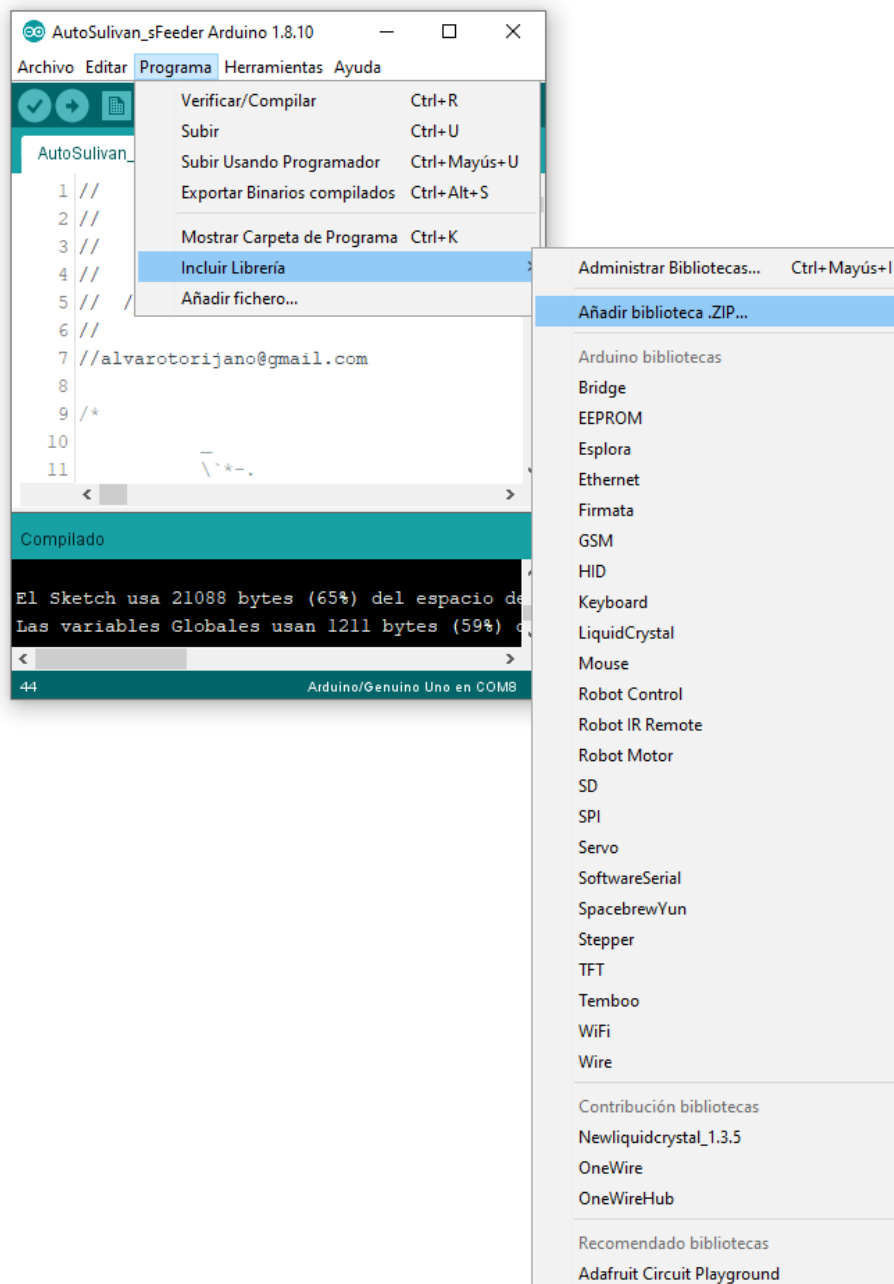 AutoSulivan_sFeeder Arduino 1.8.10
Archivo Editar Programa Herramientas Ayuda
Verificar/Compilar Ctrl+R
Subir Ctrl+U
Subir Usando Programador Ctrl+Mayús+U
Exportar Binarios compilados Ctrl+Alt+S
Mostrar Carpeta de Programa Ctrl+K
Incluir Librería
Añadir fichero...
AutoSulivan_
1 //
2 //
3 //
4 //
5 // /
6 //
7 //alvarotorijano@gmail.com
8
9 /*
10 _
11 \`*-.
Compilado
El Sketch usa 21088 bytes (65%) del espacio de
Las variables Globales usan 1211 bytes (59%)
44 Arduino/Genuino Uno en COM8
Administrar Bibliotecas... Ctrl+Mayús+I
Añadir biblioteca .ZIP...
Arduino bibliotecas
Bridge
EEPROM
Esplora
Ethernet
Firmata
GSM
HID
Keyboard
LiquidCrystal
Mouse
Robot Control
Robot IR Remote
Robot Motor
SD
SPI
Servo
SoftwareSerial
SpacebrewYun
Stepper
TFT
Temboo
WiFi
Wire
Contribución bibliotecas
Newliquidcrystal_1.3.5
OneWire
OneWireHub
Recomendado bibliotecas
Adafruit Circuit Playground